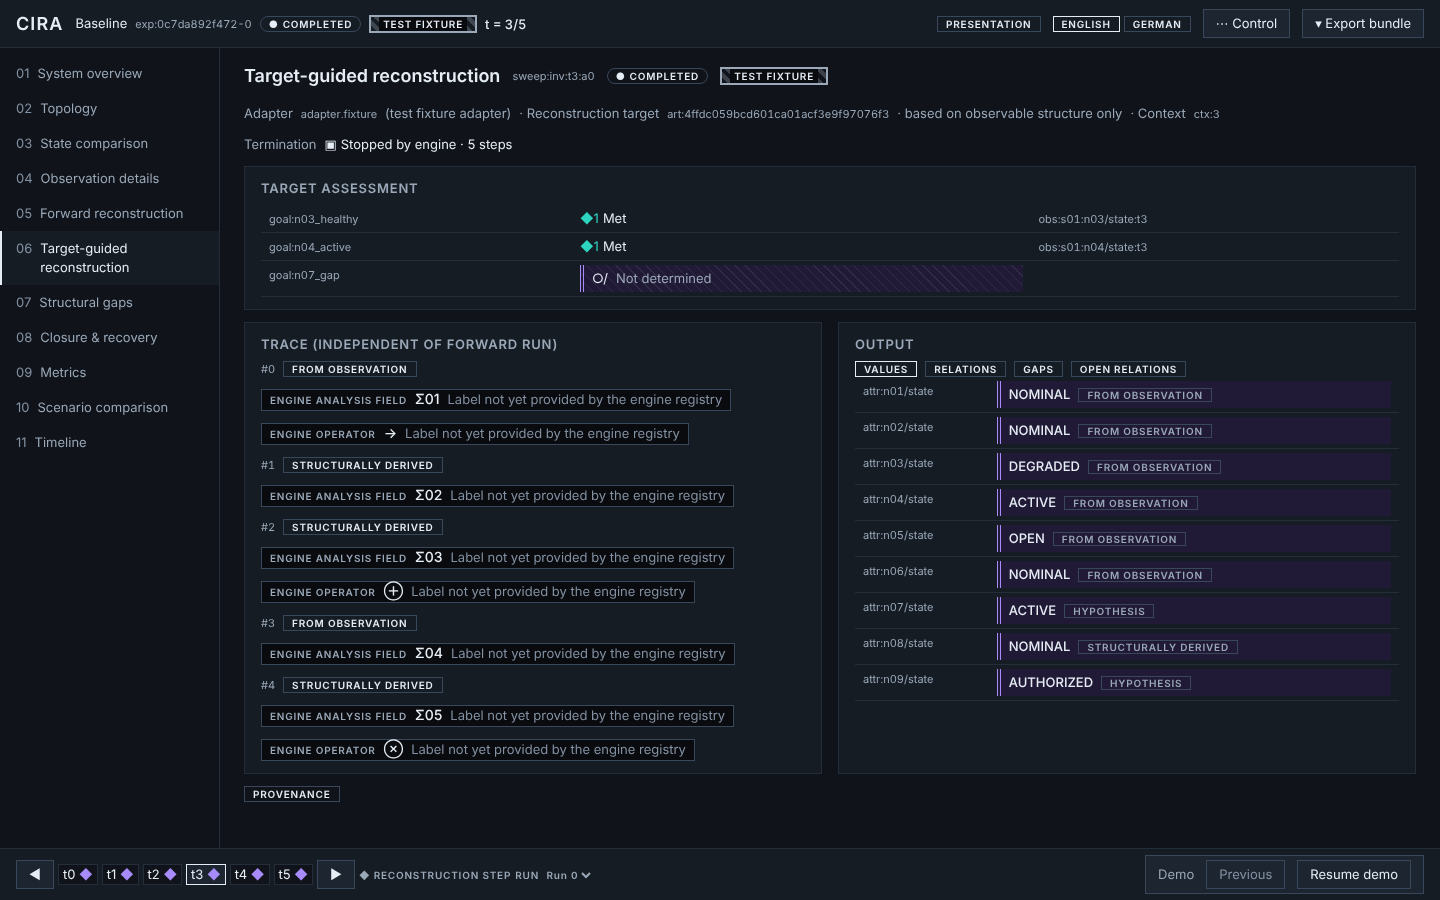 CIRA Baseline exp:0c7da892f472-0 ● COMPLETED TEST FIXTURE t = 3/5 PRESENTATION ENGLISH GERMAN ··· Control ▾ Export bundle
01 System overview
02 Topology
03 State comparison
04 Observation details
05 Forward reconstruction
06 Target-guided
reconstruction
07 Structural gaps
08 Closure & recovery
09 Metrics
10 Scenario comparison
11 Timeline
Target-guided reconstruction sweep:inv:t3:a0 ● COMPLETED TEST FIXTURE
Adapter adapter.fixture (test fixture adapter) · Reconstruction target art:4ffdc059bcd601ca01acf3e9f97076f3 · based on observable structure only · Context ctx:3
Termination ▣ Stopped by engine · 5 steps
TARGET ASSESSMENT
goal:n03_healthy ◆1 Met obs:s01:n03/state:t3
goal:n04_active ◆1 Met obs:s01:n04/state:t3
goal:n07_gap O/ Not determined
TRACE (INDEPENDENT OF FORWARD RUN)
#0 FROM OBSERVATION
ENGINE ANALYSIS FIELD Σ01 Label not yet provided by the engine registry
ENGINE OPERATOR → Label not yet provided by the engine registry
#1 STRUCTURALLY DERIVED
ENGINE ANALYSIS FIELD Σ02 Label not yet provided by the engine registry
#2 STRUCTURALLY DERIVED
ENGINE ANALYSIS FIELD Σ03 Label not yet provided by the engine registry
ENGINE OPERATOR ⊕ Label not yet provided by the engine registry
#3 FROM OBSERVATION
ENGINE ANALYSIS FIELD Σ04 Label not yet provided by the engine registry
#4 STRUCTURALLY DERIVED
ENGINE ANALYSIS FIELD Σ05 Label not yet provided by the engine registry
ENGINE OPERATOR ⊗ Label not yet provided by the engine registry
OUTPUT
VALUES RELATIONS GAPS OPEN RELATIONS
attr:n01/state NOMINAL FROM OBSERVATION
attr:n02/state NOMINAL FROM OBSERVATION
attr:n03/state DEGRADED FROM OBSERVATION
attr:n04/state ACTIVE FROM OBSERVATION
attr:n05/state OPEN FROM OBSERVATION
attr:n06/state NOMINAL FROM OBSERVATION
attr:n07/state ACTIVE HYPOTHESIS
attr:n08/state NOMINAL STRUCTURALLY DERIVED
attr:n09/state AUTHORIZED HYPOTHESIS
PROVENANCE
◀ t0 ◆ t1 ◆ t2 ◆ t3 ◆ t4 ◆ t5 ◆ ▶ ◆ RECONSTRUCTION STEP RUN Run 0 Demo Previous Resume demo